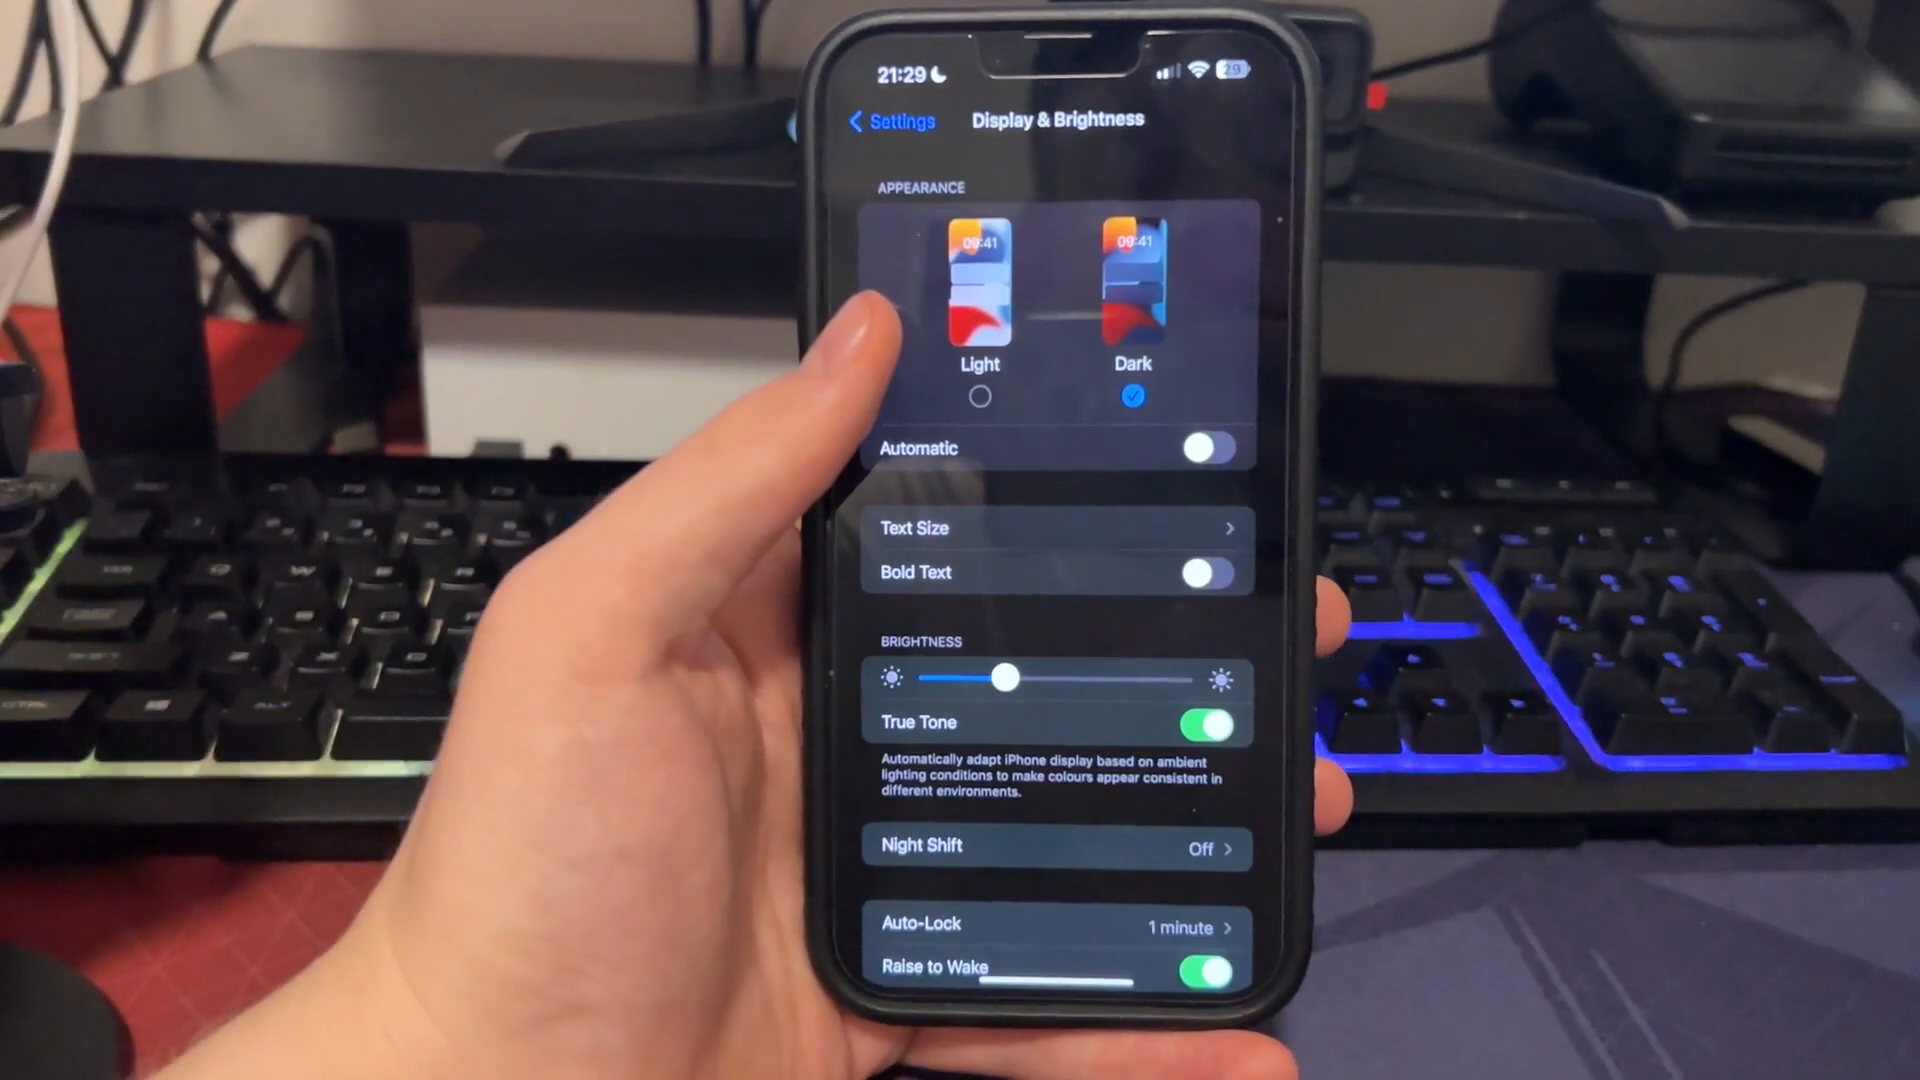 21:29
29
Settings
Display & Brightness
APPEARANCE
09:41
09:41
Light
Dark
Automatic
Text Size
Bold Text
BRIGHTNESS
True Tone
Automatically adapt iPhone display based on ambient
lighting conditions to make colours appear consistent in
different environments.
Night Shift
Off
Auto-Lock
1 minute
Raise to Wake
Q
W
ALT